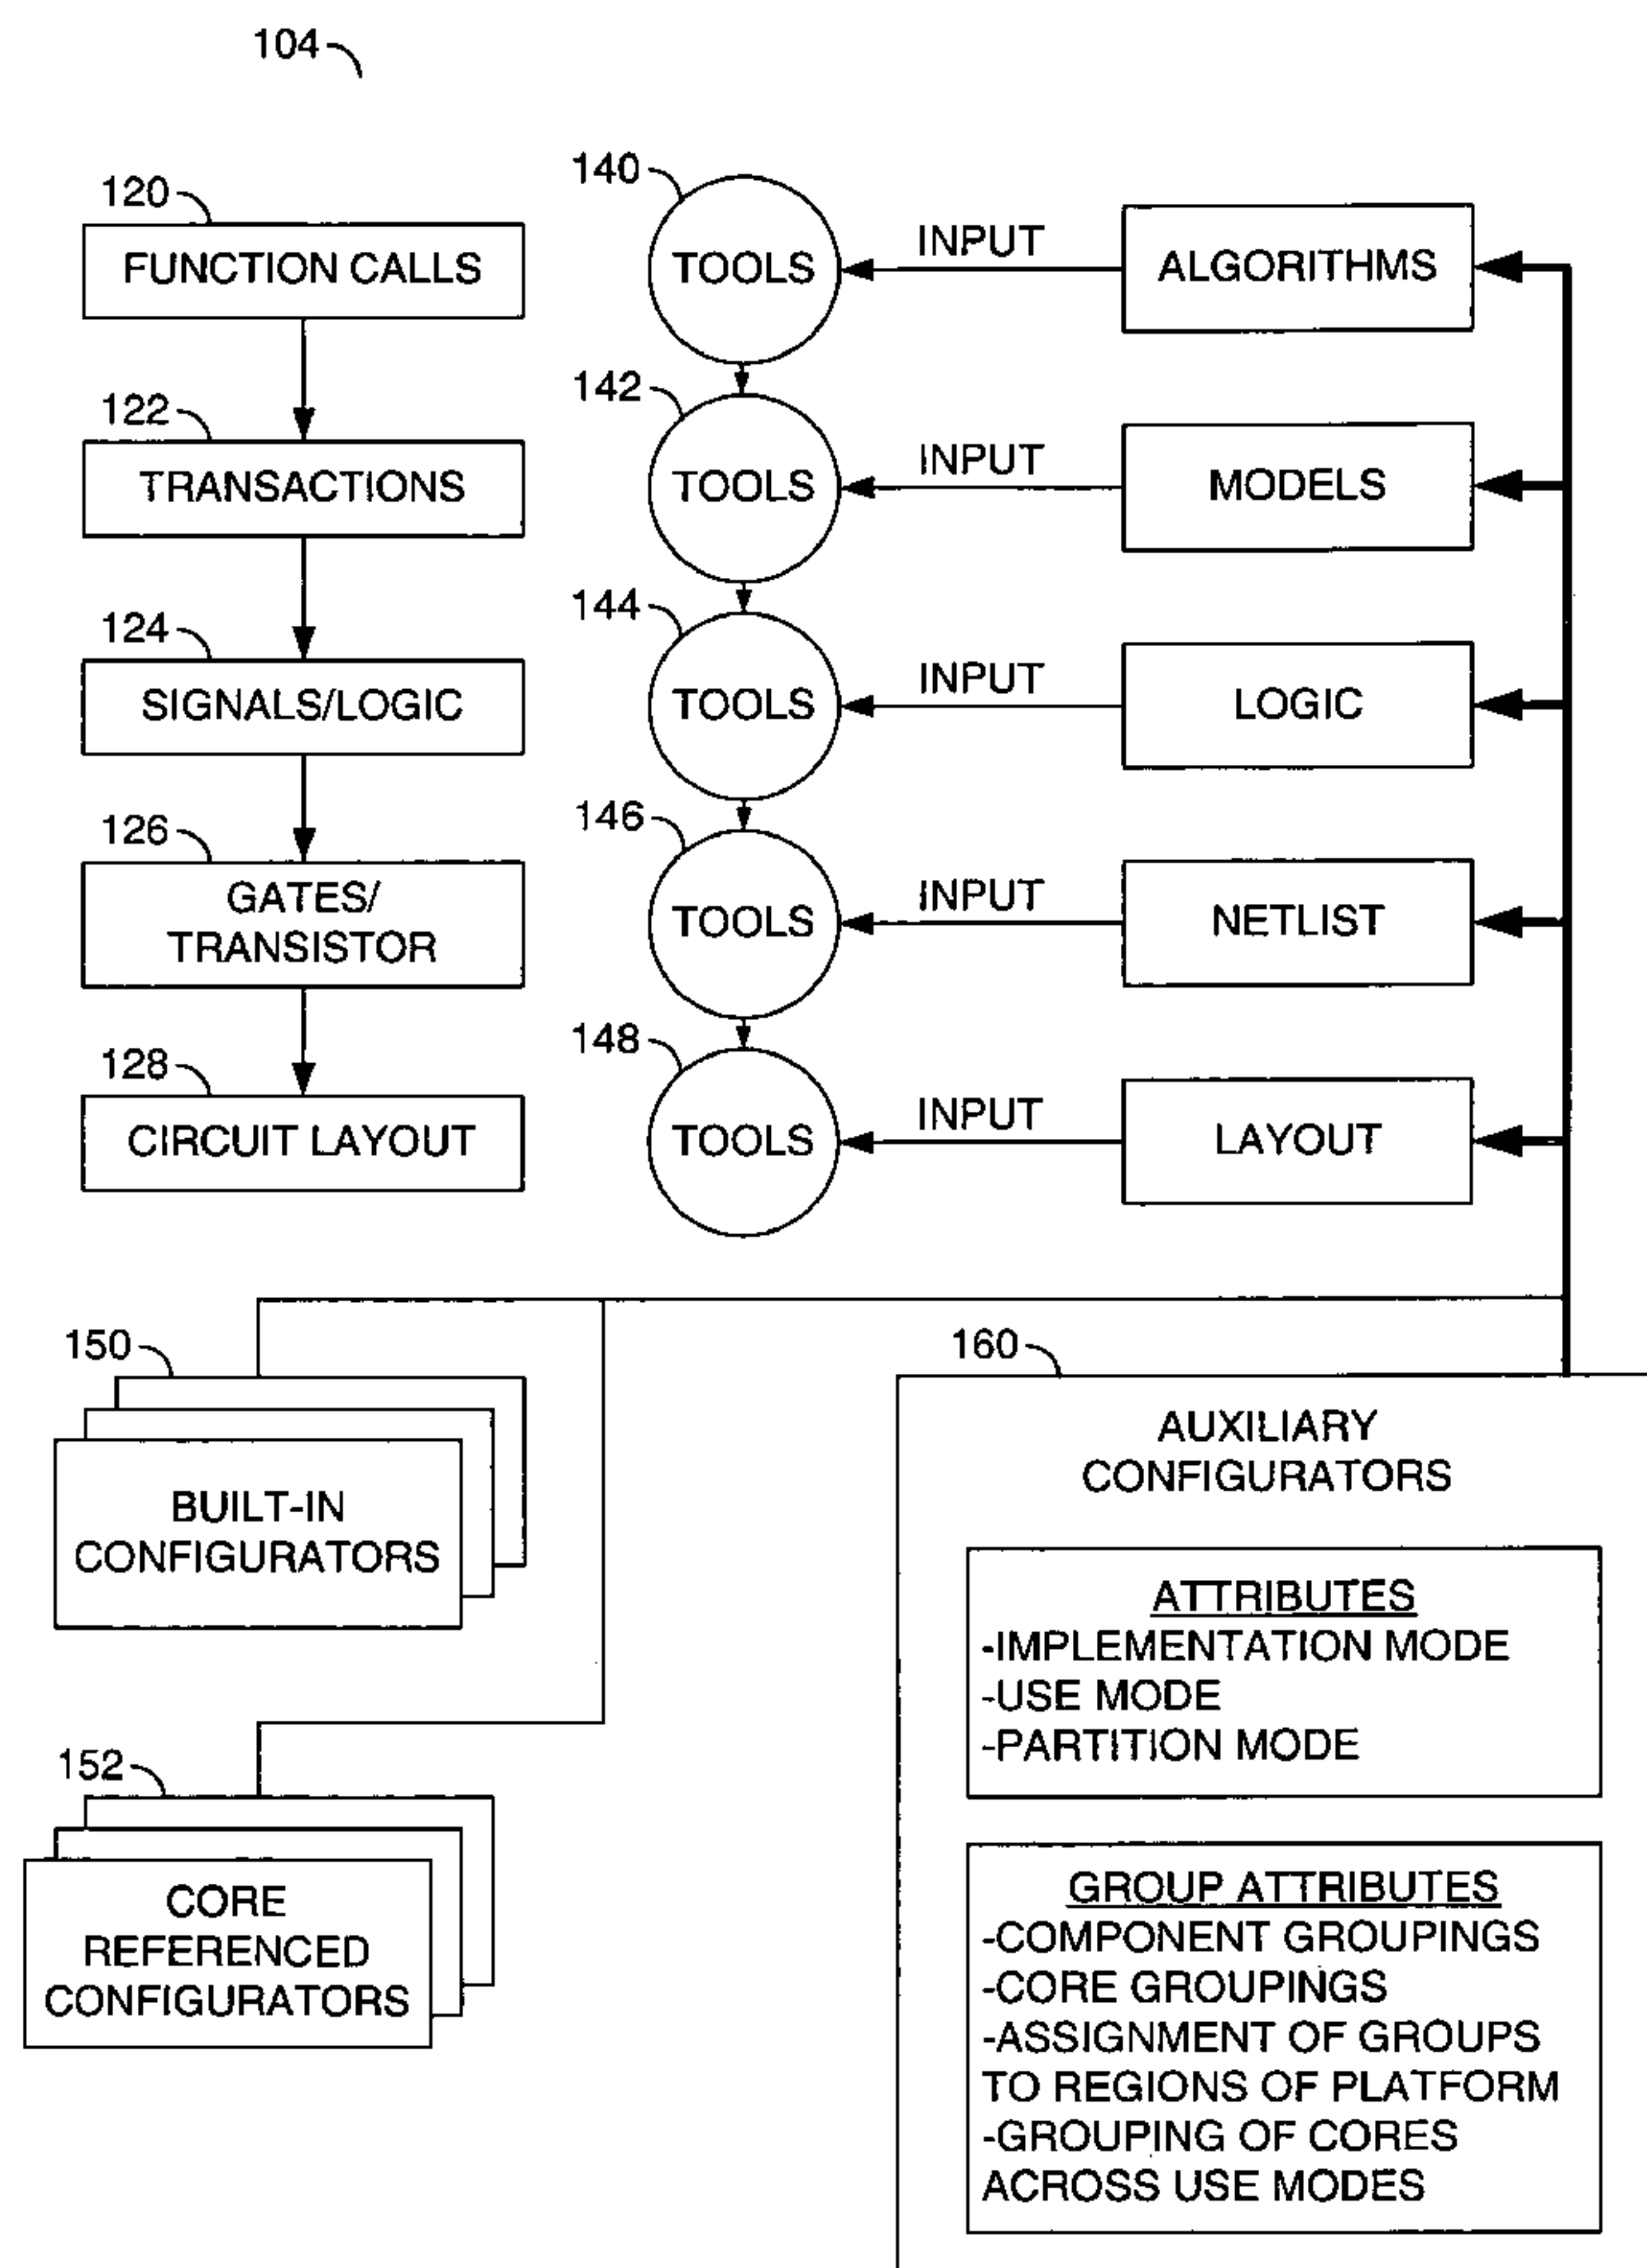 104
120
FUNCTION CALLS
140
TOOLS
INPUT
ALGORITHMS
122
TRANSACTIONS
142
TOOLS
INPUT
MODELS
124
SIGNALS/LOGIC
144
TOOLS
INPUT
LOGIC
126
GATES/
TRANSISTOR
146
TOOLS
INPUT
NETLIST
128
CIRCUIT LAYOUT
148
TOOLS
INPUT
LAYOUT
150
BUILT-IN
CONFIGURATORS
152
CORE
REFERENCED
CONFIGURATORS
160
AUXILIARY
CONFIGURATORS
ATTRIBUTES
-IMPLEMENTATION MODE
-USE MODE
-PARTITION MODE
GROUP ATTRIBUTES
-COMPONENT GROUPINGS
-CORE GROUPINGS
-ASSIGNMENT OF GROUPS
TO REGIONS OF PLATFORM
-GROUPING OF CORES
ACROSS USE MODES